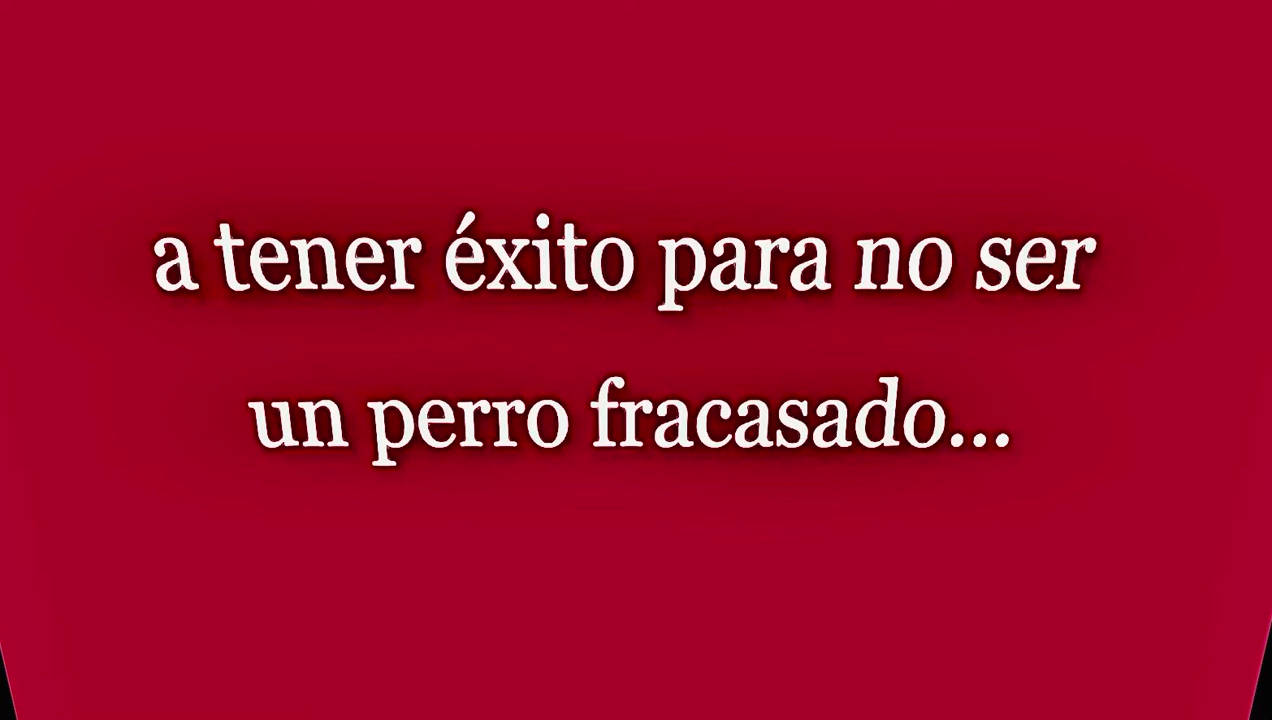 a tener éxito para no ser
un perro fracasado...